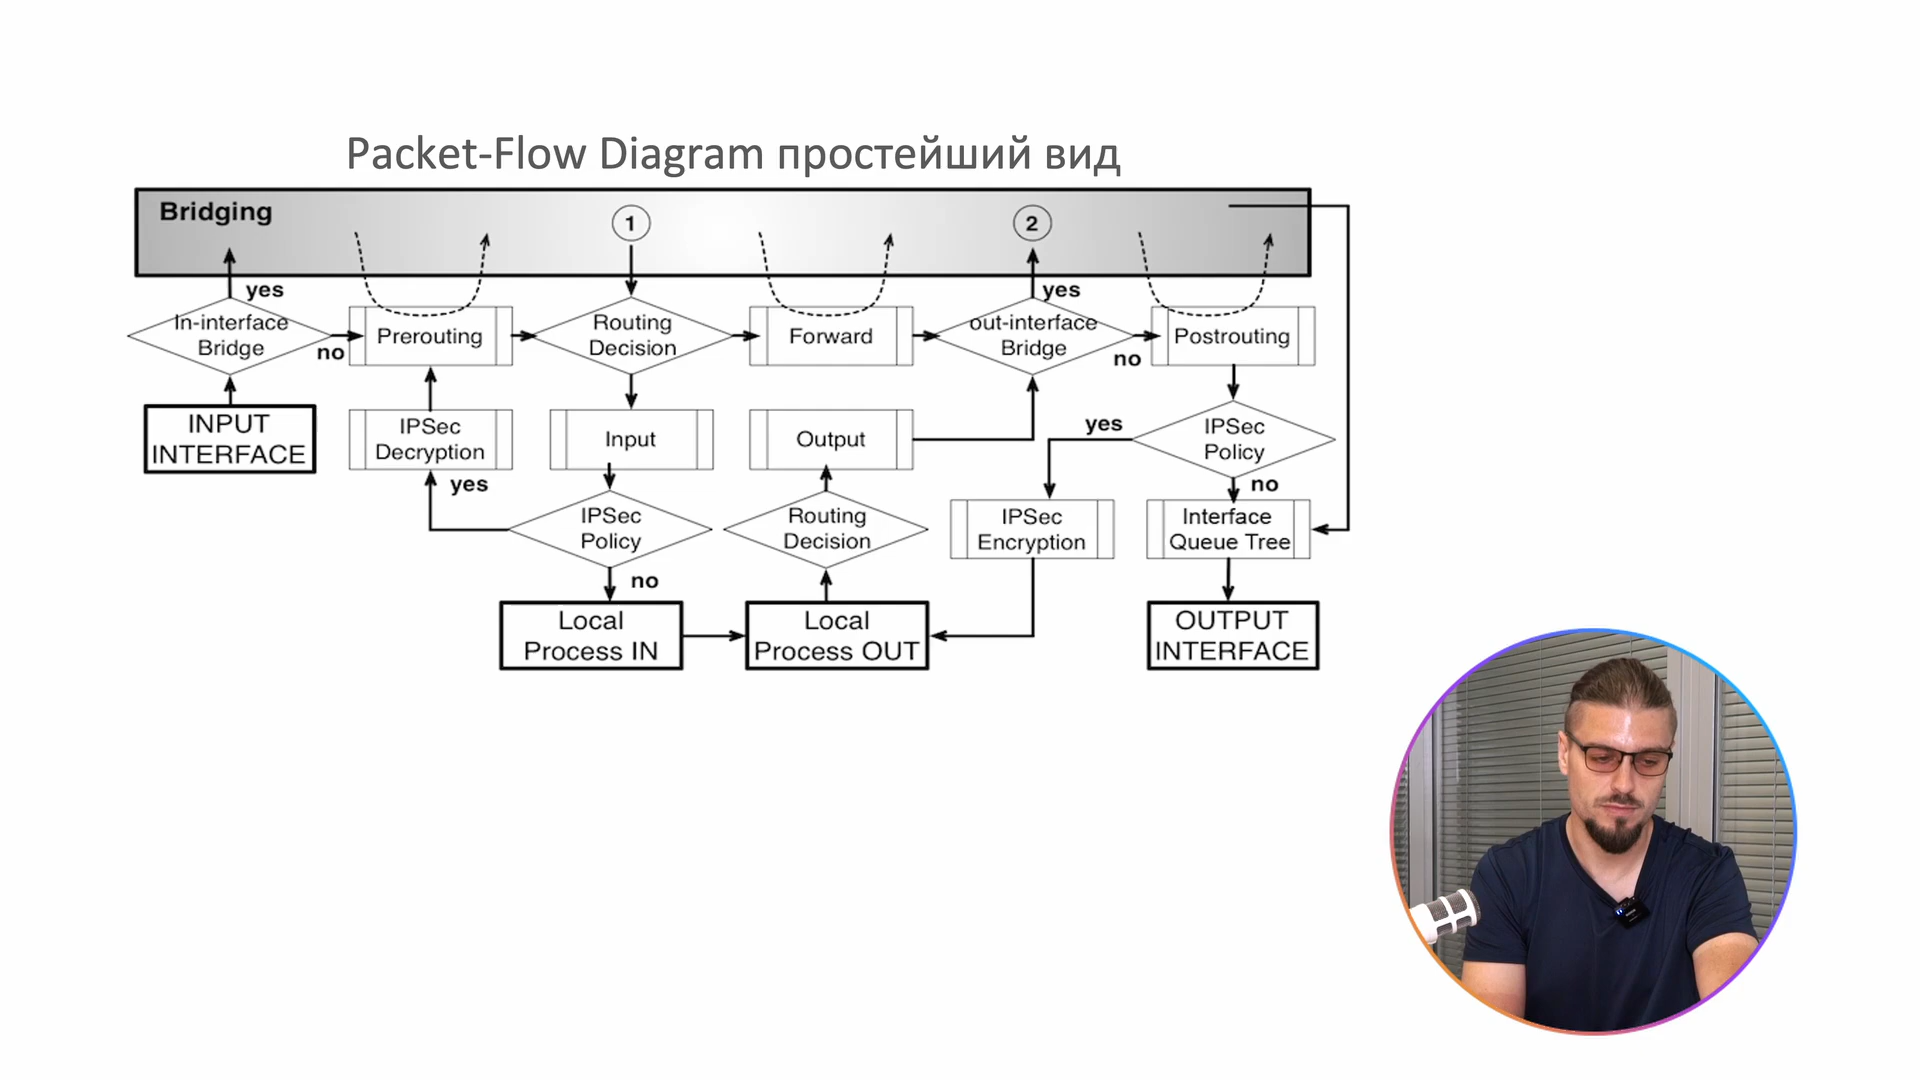 Packet-Flow Diagram простейший вид
Bridging
1
2
yes
yes
In-interface
Bridge
no
Prerouting
Routing
Decision
Forward
out-interface
Bridge
no
Postrouting
INPUT
INTERFACE
IPSec
Decryption
yes
Input
Output
yes
IPSec
Policy
no
IPSec
Policy
no
Routing
Decision
IPSec
Encryption
Interface
Queue Tree
Local
Process IN
Local
Process OUT
OUTPUT
INTERFACE